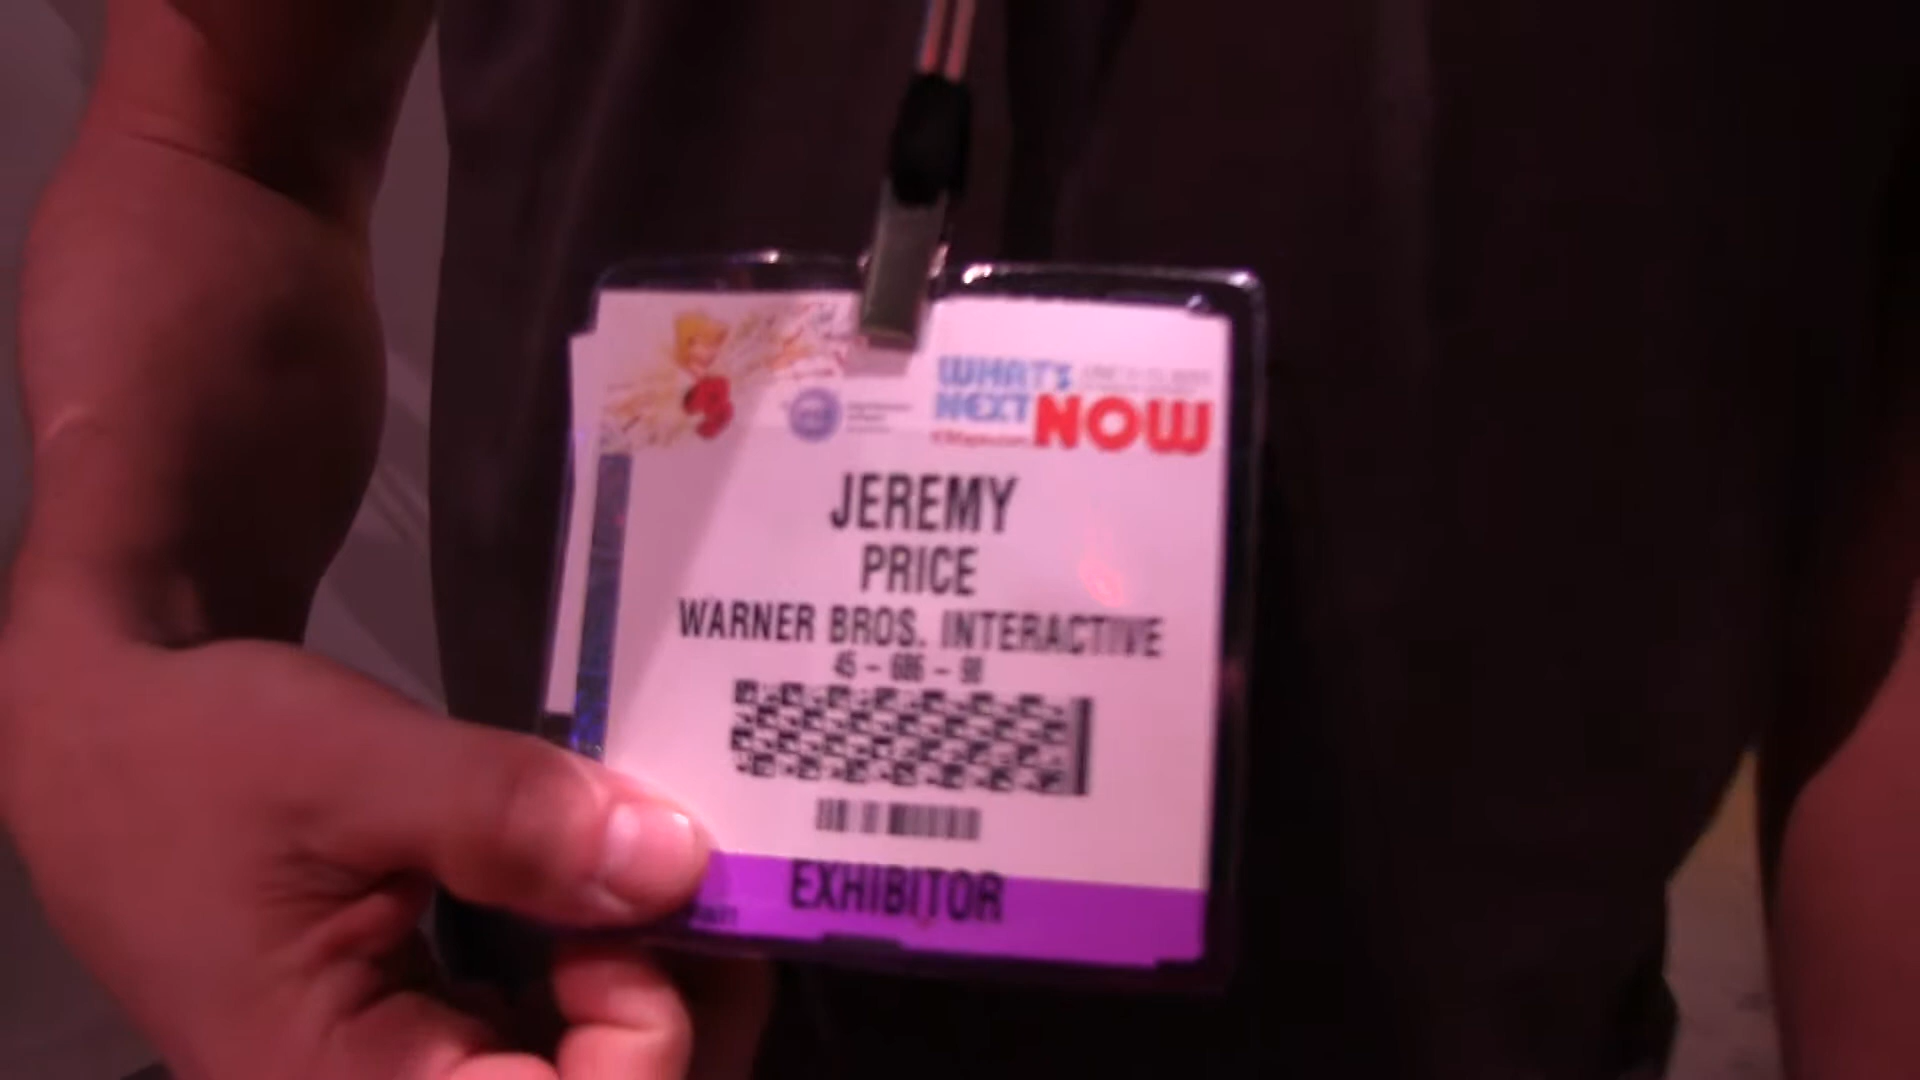 WHAT'S
NEXT NOW
JEREMY
PRICE
WARNER BROS. INTERACTIVE
EXHIBITOR